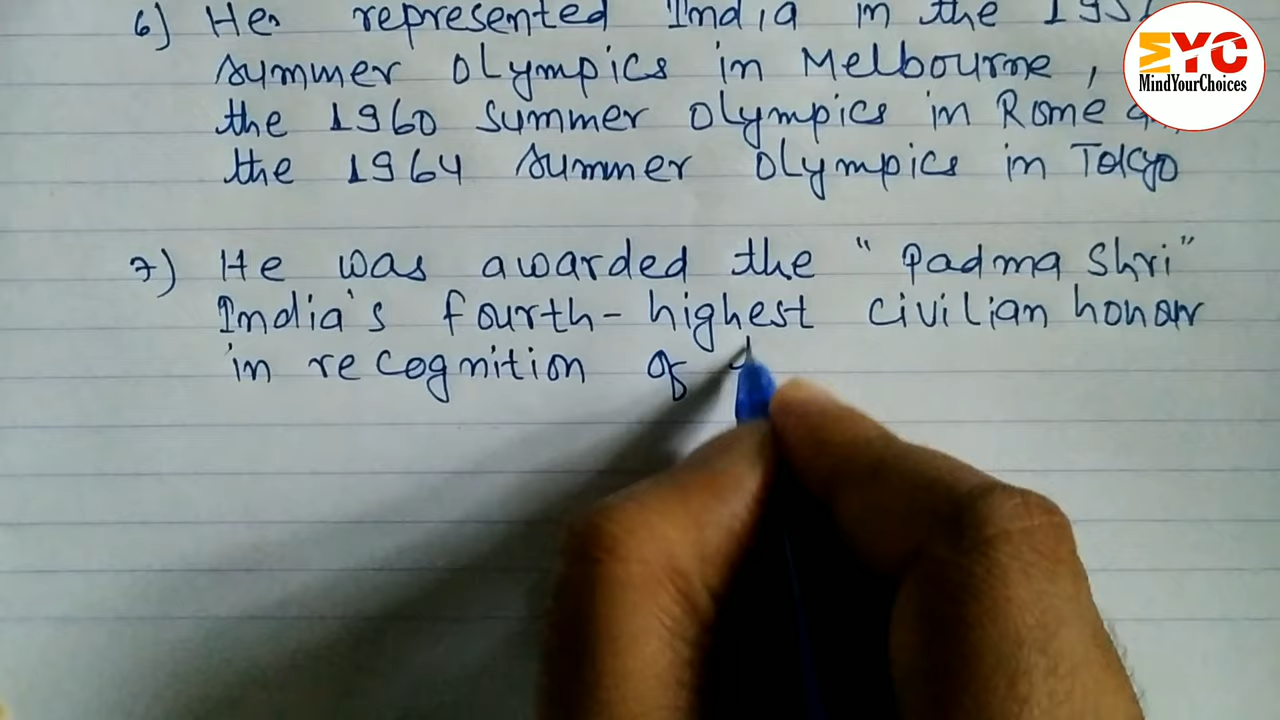 6) He represented India in the 195
summer Olympics in Melbourne,
the 1960 summer Olympics in Rome
the 1964 summer Olympics in Tokyo
7) He was awarded the "Padma Shri"
India's fourth-highest civilian honour
in recognition of
MYC
MindYourChoices